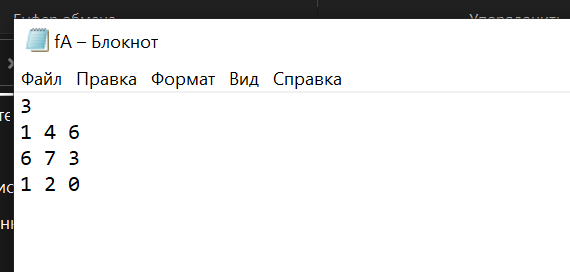 Буфер обмена
Упорядочить
fA – Блокнот
Файл Правка Формат Вид Справка
3
1 4 6
6 7 3
1 2 0